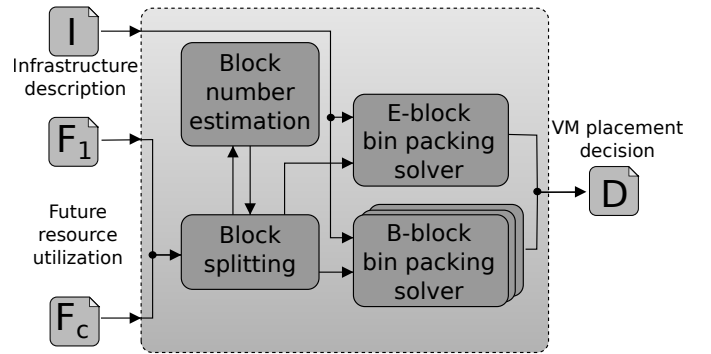 I
Infrastructure
description
F1
Future
resource
utilization
Fc
Block
number
estimation
Block
splitting
E-block
bin packing
solver
B-block
bin packing
solver
VM placement
decision
D